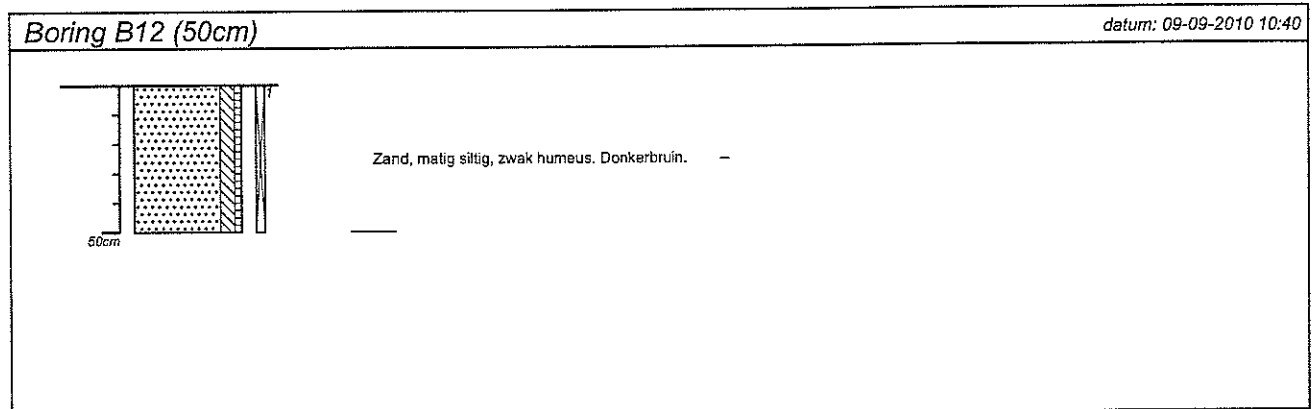 Boring B12 (50cm)
datum: 09-09-2010 10:40
1
Zand, matig siltig, zwak humeus. Donkerbruin. –
50cm